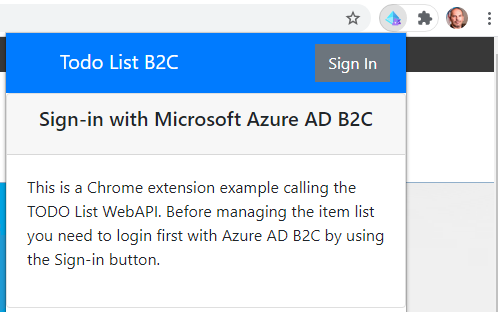 Todo List B2C
Sign In
Sign-in with Microsoft Azure AD B2C
This is a Chrome extension example calling the
TODO List WebAPI. Before managing the item list
you need to login first with Azure AD B2C by using
the Sign-in button.